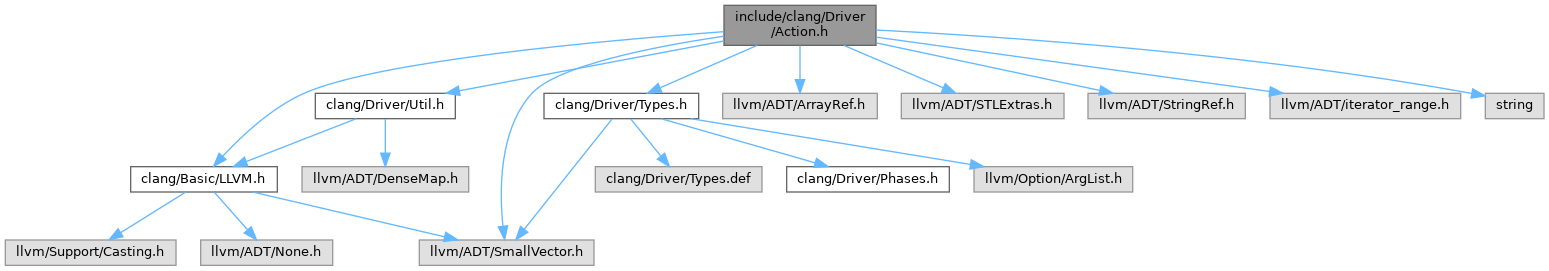 include/clang/Driver
/Action.h
clang/Driver/Util.h
clang/Driver/Types.h
llvm/ADT/ArrayRef.h
llvm/ADT/STLExtras.h
llvm/ADT/StringRef.h
llvm/ADT/iterator_range.h
string
clang/Basic/LLVM.h
llvm/ADT/DenseMap.h
clang/Driver/Types.def
clang/Driver/Phases.h
llvm/Option/ArgList.h
llvm/Support/Casting.h
llvm/ADT/None.h
llvm/ADT/SmallVector.h